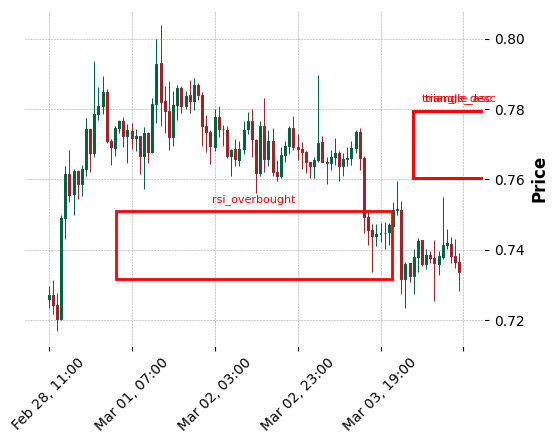 0.80
triangle_desc
0.78
0.76
rsi_overbought
Price
0.74
0.72
Feb 28, 11:00
Mar 01, 07:00
Mar 02, 03:00
Mar 02, 23:00
Mar 03, 19:00